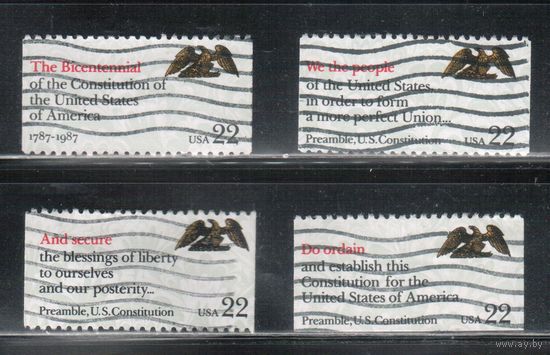 The Bicentennial
of the Constitution of
the United States
of America
1787-1987 USA 22
We the people
of the United States,
in order to form
a more perfect Union...
Preamble, U.S. Constitution USA 22
And secure
the blessings of liberty
to ourselves
and our posterity...
Preamble, U.S. Constitution USA 22
Do ordain
and establish this
Constitution for the
United States of America.
Preamble, U.S. Constitution USA 22
www.ay.by